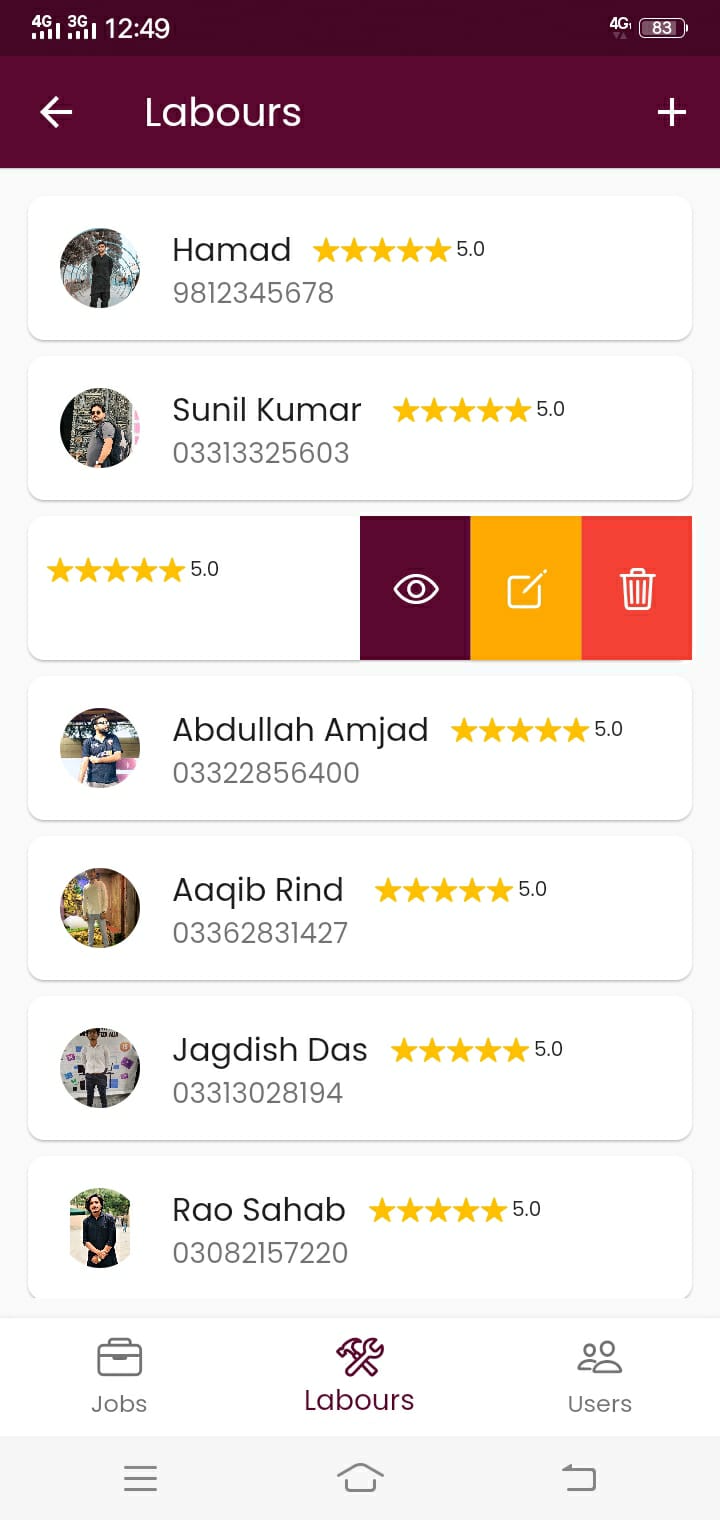 4G 3G 12:49 4G 83
Labours
Hamad 5.0
9812345678
Sunil Kumar 5.0
03313325603
5.0
Abdullah Amjad 5.0
03322856400
Aaqib Rind 5.0
03362831427
Jagdish Das 5.0
03313028194
Rao Sahab 5.0
03082157220
Jobs Labours Users